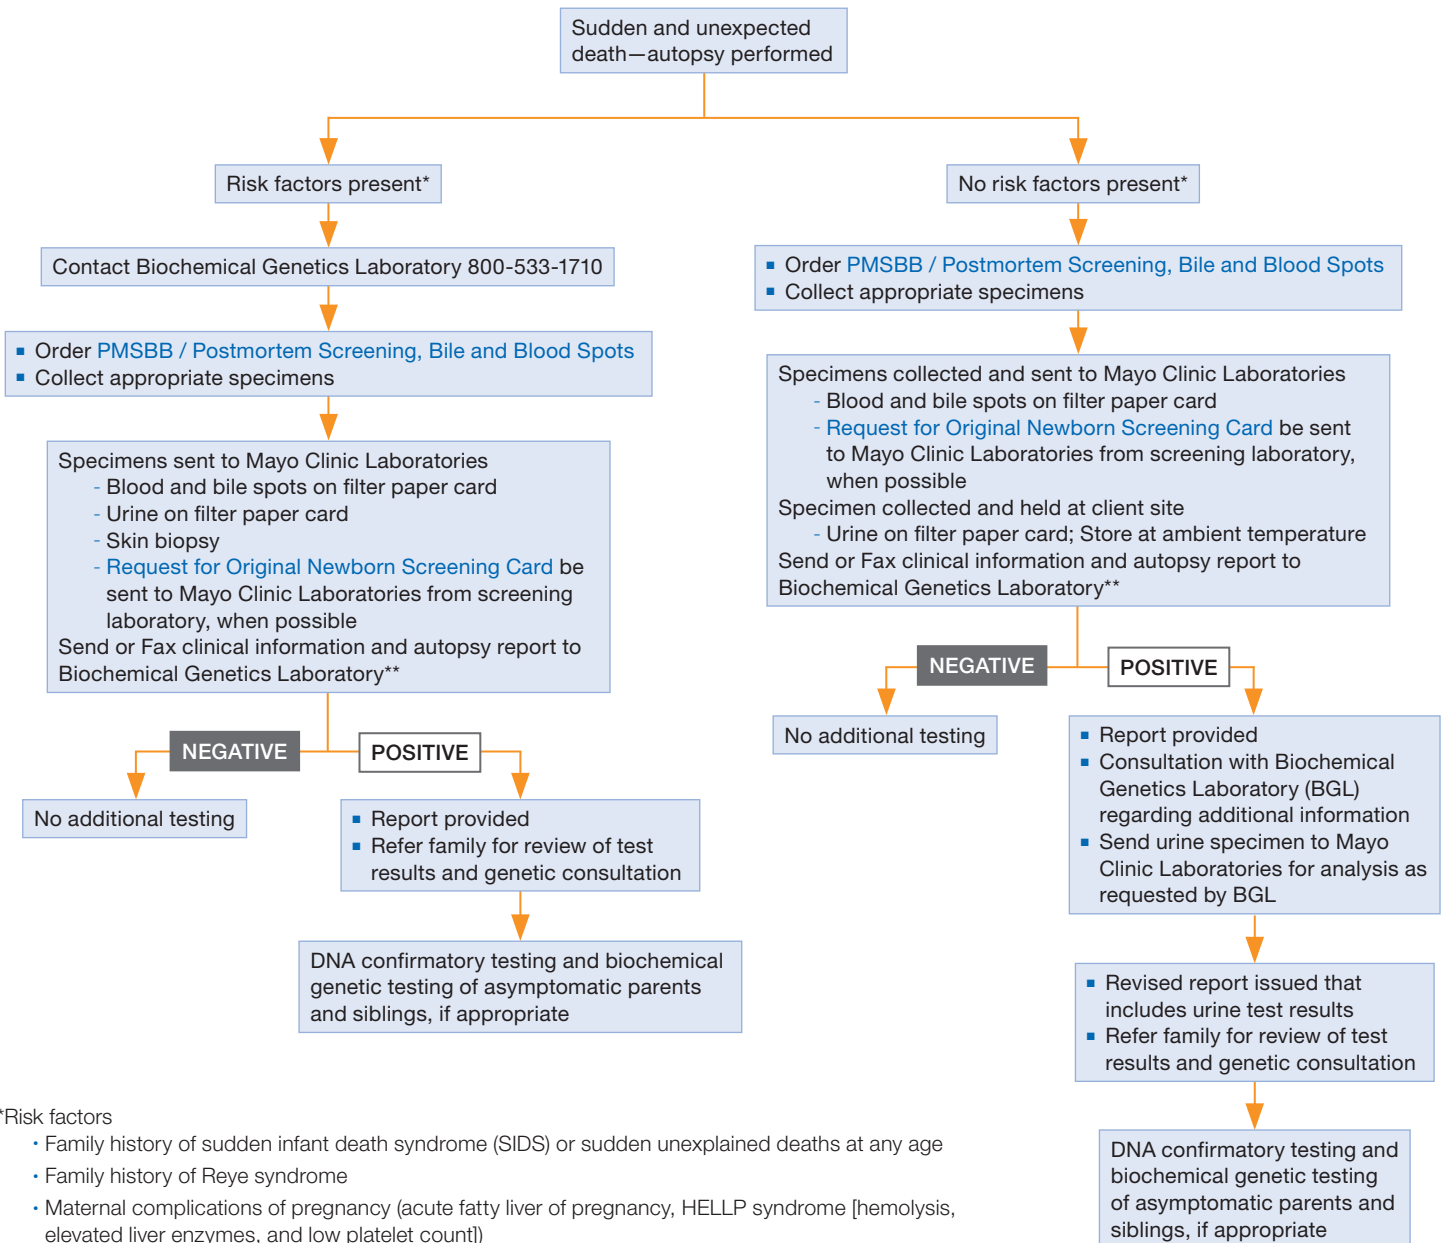 Sudden and unexpected
death—autopsy performed
Risk factors present*
Contact Biochemical Genetics Laboratory 800-533-1710
▪ Order PMSBB / Postmortem Screening, Bile and Blood Spots
▪ Collect appropriate specimens
Specimens sent to Mayo Clinic Laboratories
- Blood and bile spots on filter paper card
- Urine on filter paper card
- Skin biopsy
- Request for Original Newborn Screening Card be
sent to Mayo Clinic Laboratories from screening
laboratory, when possible
Send or Fax clinical information and autopsy report to
Biochemical Genetics Laboratory**
NEGATIVE
POSITIVE
No additional testing
▪ Report provided
▪ Refer family for review of test
results and genetic consultation
DNA confirmatory testing and biochemical
genetic testing of asymptomatic parents
and siblings, if appropriate
No risk factors present*
▪ Order PMSBB / Postmortem Screening, Bile and Blood Spots
▪ Collect appropriate specimens
Specimens collected and sent to Mayo Clinic Laboratories
- Blood and bile spots on filter paper card
- Request for Original Newborn Screening Card be sent
to Mayo Clinic Laboratories from screening laboratory,
when possible
Specimen collected and held at client site
- Urine on filter paper card; Store at ambient temperature
Send or Fax clinical information and autopsy report to
Biochemical Genetics Laboratory**
NEGATIVE
POSITIVE
No additional testing
▪ Report provided
▪ Consultation with Biochemical
Genetics Laboratory (BGL)
regarding additional information
▪ Send urine specimen to Mayo
Clinic Laboratories for analysis as
requested by BGL
▪ Revised report issued that
includes urine test results
▪ Refer family for review of test
results and genetic consultation
DNA confirmatory testing and
biochemical genetic testing
of asymptomatic parents and
siblings, if appropriate
*Risk factors
• Family history of sudden infant death syndrome (SIDS) or sudden unexplained deaths at any age
• Family history of Reye syndrome
• Maternal complications of pregnancy (acute fatty liver of pregnancy, HELLP syndrome [hemolysis,
elevated liver enzymes, and low platelet count])